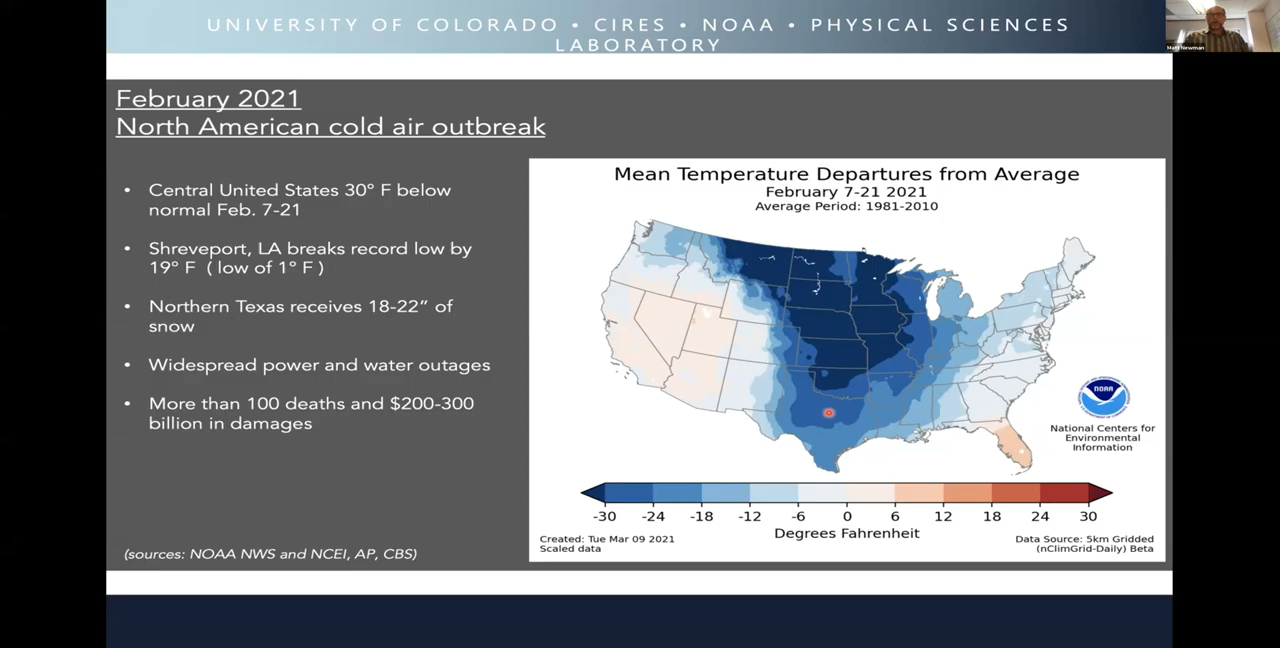 UNIVERSITY OF COLORADO • CIRES • NOAA • PHYSICAL SCIENCES
LABORATORY
Matt Newman
February 2021
North American cold air outbreak
• Central United States 30° F below
normal Feb. 7-21
• Shreveport, LA breaks record low by
19° F ( low of 1° F )
• Northern Texas receives 18-22” of
snow
• Widespread power and water outages
• More than 100 deaths and $200-300
billion in damages
(sources: NOAA NWS and NCEI, AP, CBS)
Mean Temperature Departures from Average
February 7-21 2021
Average Period: 1981-2010
NOAA
National Centers for
Environmental
Information
-30 -24 -18 -12 -6 0 6 12 18 24 30
Degrees Fahrenheit
Created: Tue Mar 09 2021
Scaled data
Data Source: 5km Gridded
(nClimGrid-Daily) Beta